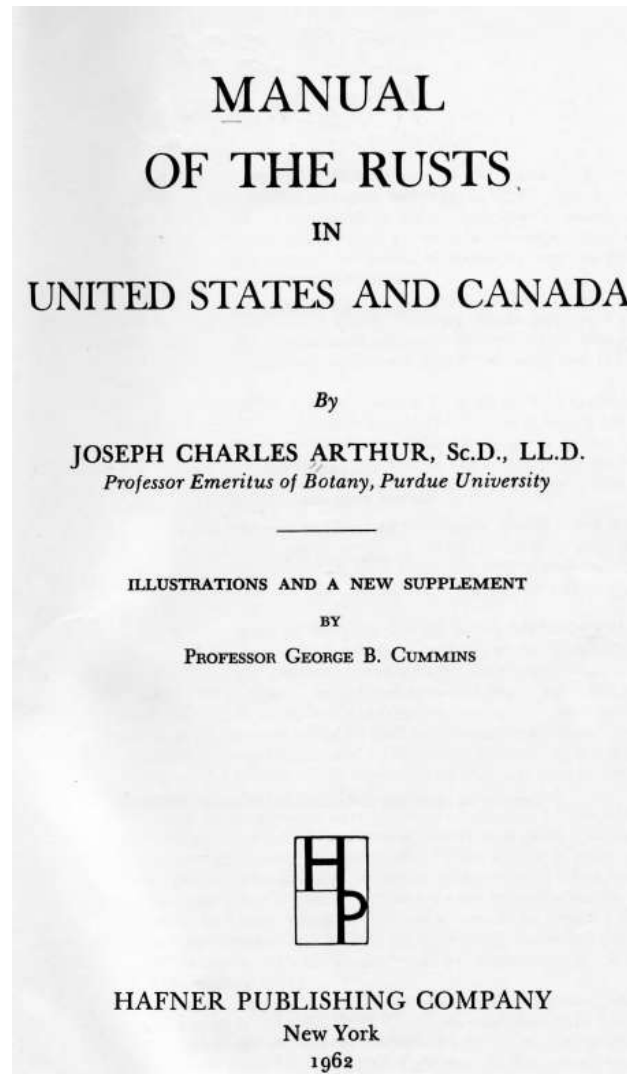 MANUAL
OF THE RUSTS
IN
UNITED STATES AND CANADA
By
JOSEPH CHARLES ARTHUR, Sc.D., LL.D.
Professor Emeritus of Botany, Purdue University
ILLUSTRATIONS AND A NEW SUPPLEMENT
BY
PROFESSOR GEORGE B. CUMMINS
HP
HAFNER PUBLISHING COMPANY
New York
1962